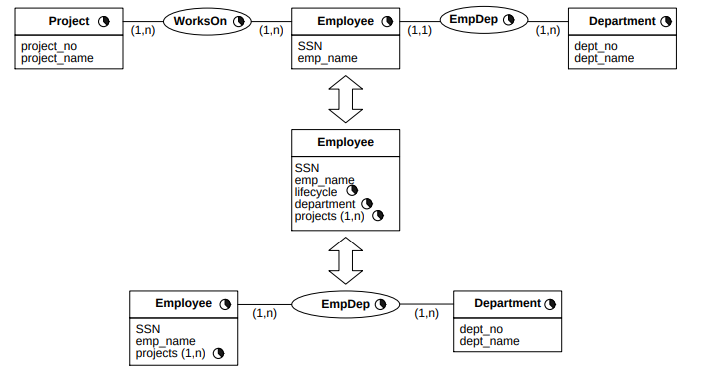 Project
WorksOn
Employee
EmpDep
Department
(1,n)
(1,n)
(1,1)
(1,n)
project_no
project_name
SSN
emp_name
dept_no
dept_name
Employee
SSN
emp_name
lifecycle
department
projects (1,n)
Employee
EmpDep
Department
(1,n)
(1,n)
SSN
emp_name
projects (1,n)
dept_no
dept_name